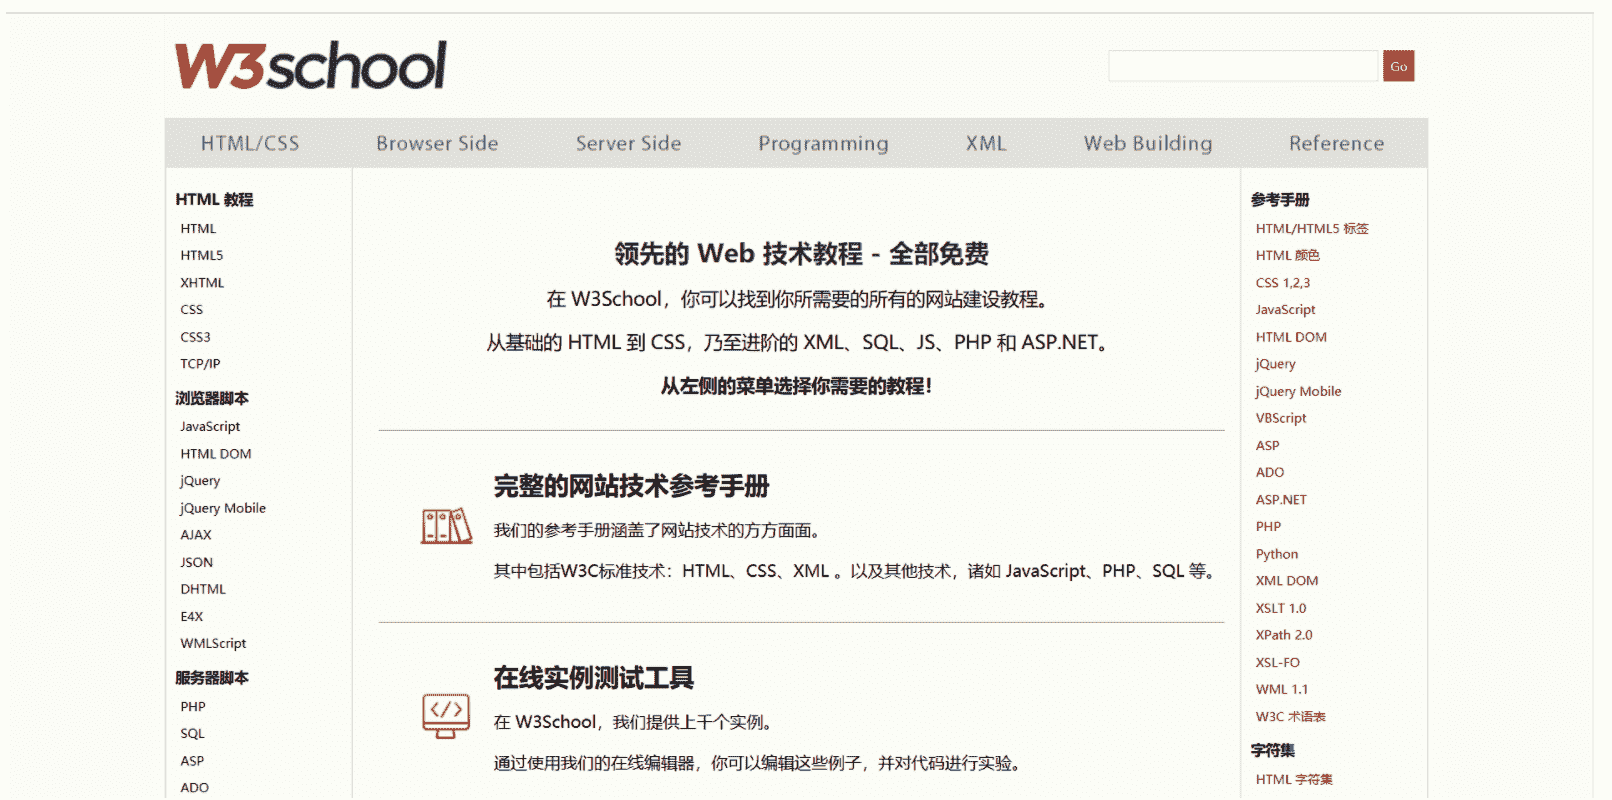 W3school
Go
HTML/CSS Browser Side Server Side Programming XML Web Building Reference
HTML 教程
HTML
HTML5
XHTML
CSS
CSS3
TCP/IP
浏览器脚本
JavaScript
HTML DOM
jQuery
jQuery Mobile
AJAX
JSON
DHTML
E4X
WMLScript
服务器脚本
PHP
SQL
ASP
ADO
领先的 Web 技术教程 - 全部免费
在 W3School，你可以找到你所需要的所有的网站建设教程。
从基础的 HTML 到 CSS，乃至进阶的 XML、SQL、JS、PHP 和 ASP.NET。
从左侧的菜单选择你需要的教程！
完整的网站技术参考手册
我们的参考手册涵盖了网站技术的方方面面。
其中包括W3C标准技术：HTML、CSS、XML 。以及其他技术，诸如 JavaScript、PHP、SQL 等。
在线实例测试工具
在 W3School，我们提供上千个实例。
通过使用我们的在线编辑器，你可以编辑这些例子，并对代码进行实验。
参考手册
HTML/HTML5 标签
HTML 颜色
CSS 1,2,3
JavaScript
HTML DOM
jQuery
jQuery Mobile
VBScript
ASP
ADO
ASP.NET
PHP
Python
XML DOM
XSLT 1.0
XPath 2.0
XSL-FO
WML 1.1
W3C 术语表
字符集
HTML 字符集